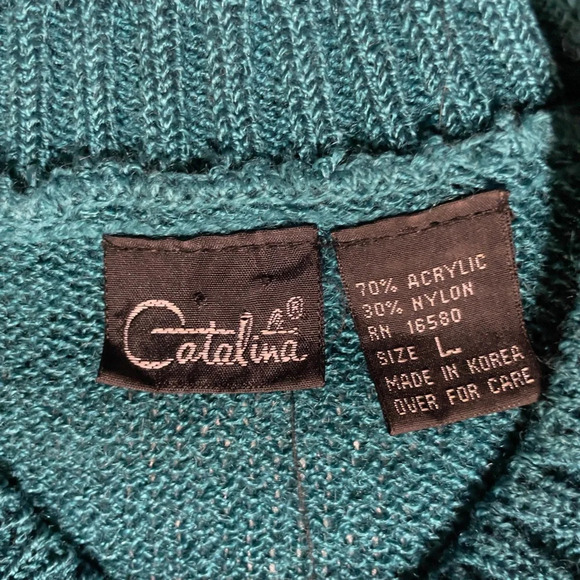 Catalina®
70% ACRYLIC
30% NYLON
RN 16580
SIZE L
MADE IN KOREA
OVER FOR CARE